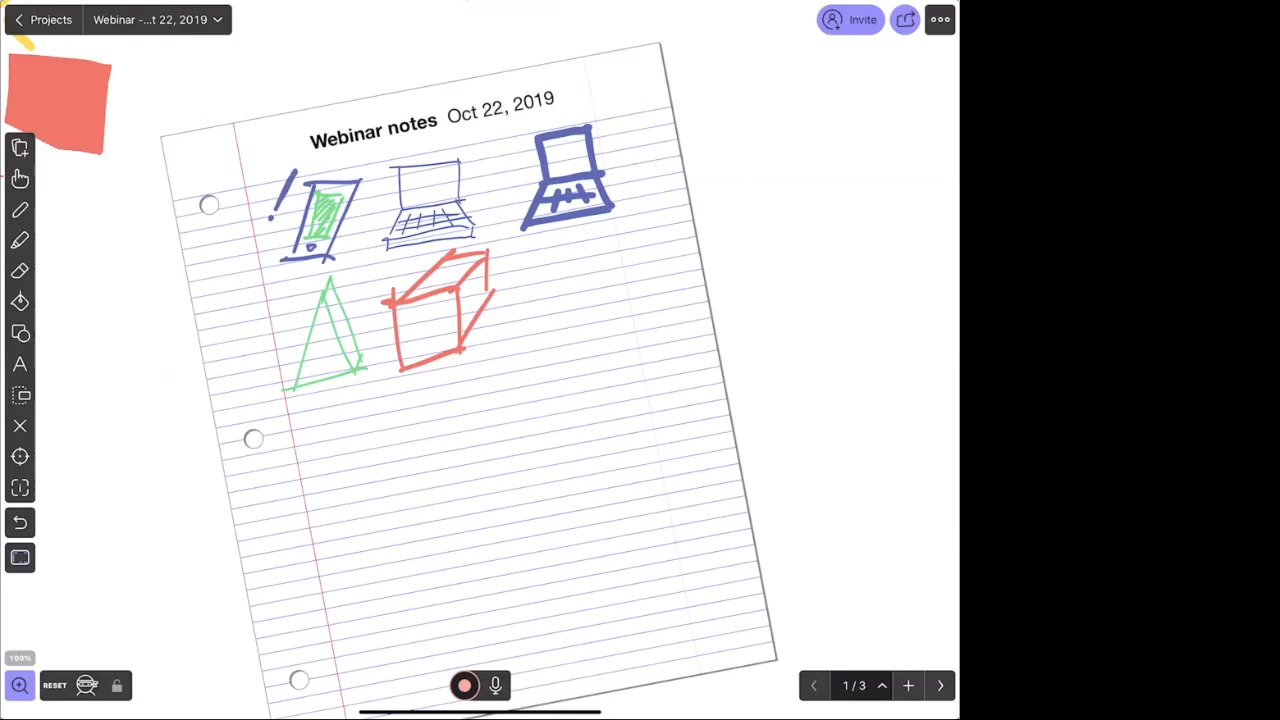 Projects
Webinar -...t 22, 2019
Invite
Webinar notes Oct 22, 2019
!
A
100%
RESET
1 / 3